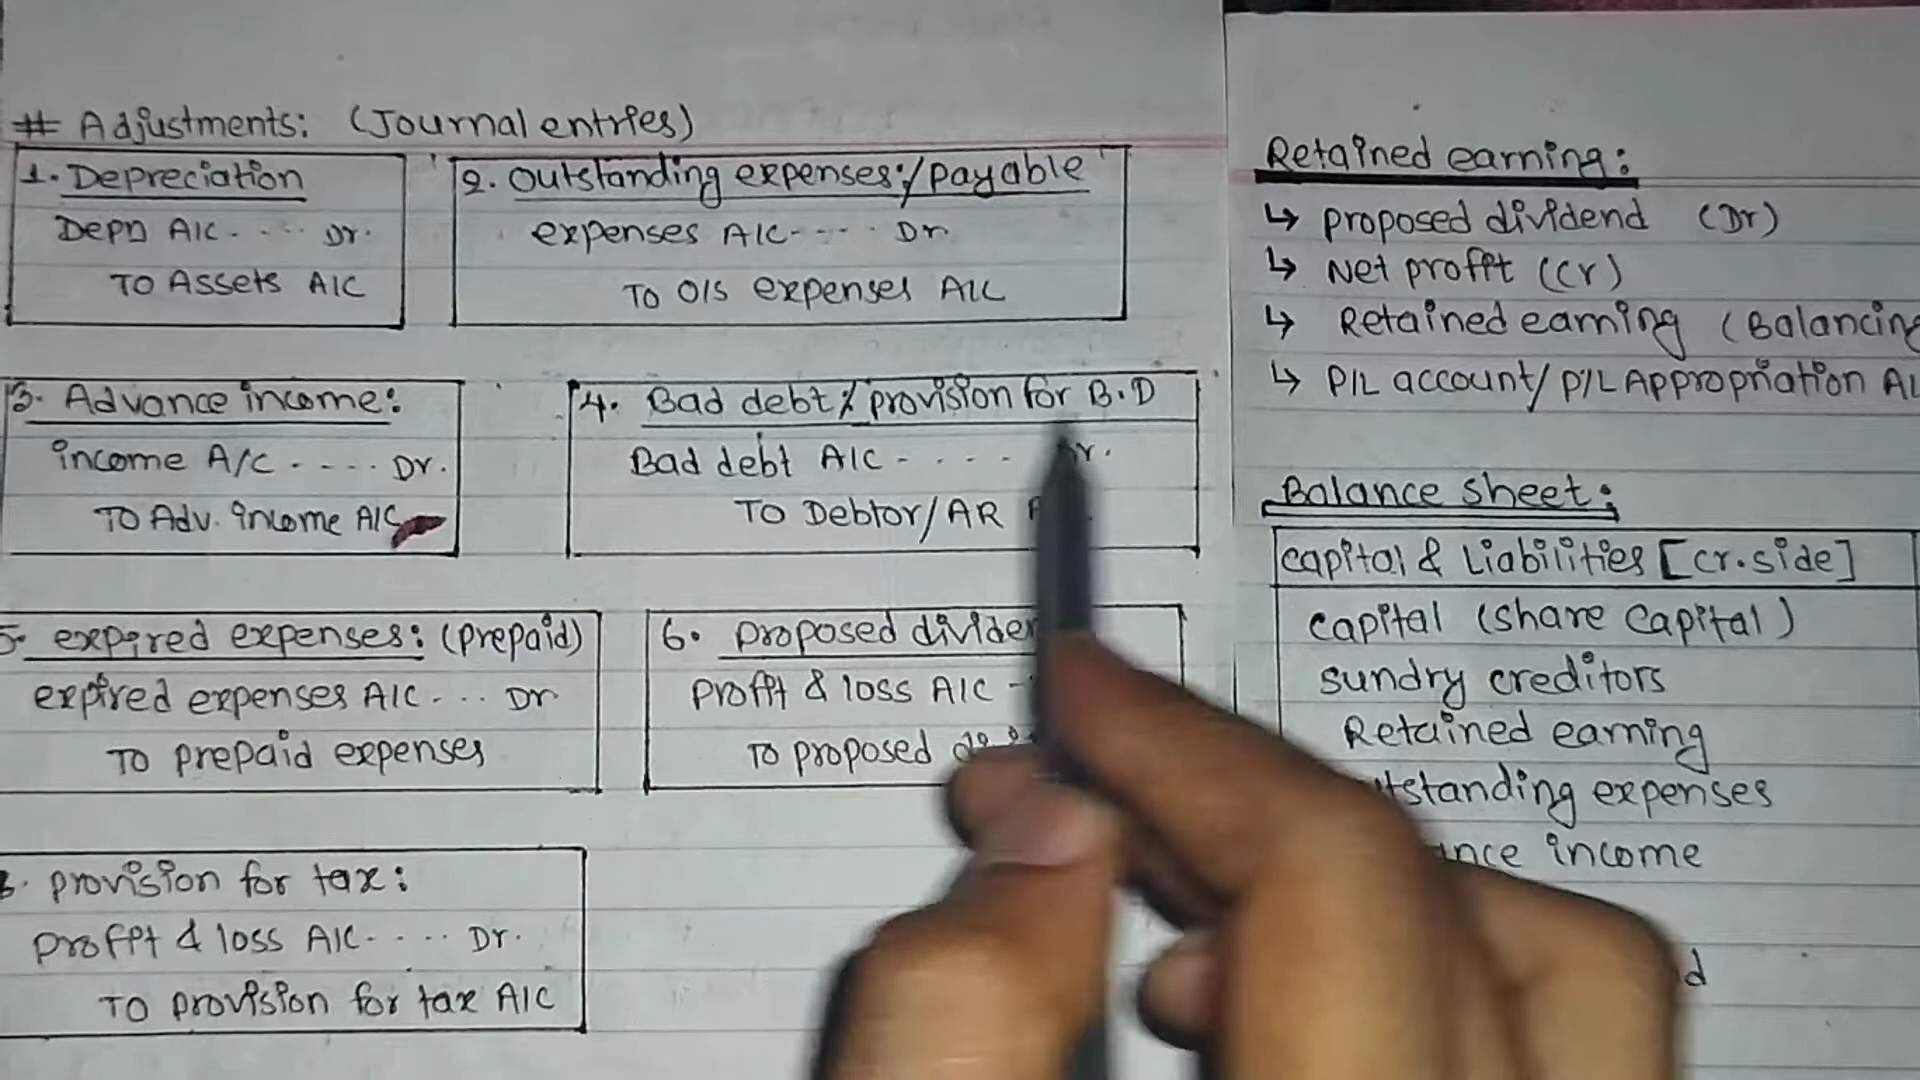 # Adjustments: (Journal entries)
1. Depreciation
Depn A/C. . . . Dr.
To Assets A/C
2. Outstanding expenses:/payable
expenses A/C- - - . Dr.
To O/S expenses A/C
3. Advance income:
income A/C . - - . . Dr.
To Adv. income A/C
4. Bad debt / provision for B.D
Bad debt A/C - . . . Dr.
To Debtor/AR
5. expired expenses: (prepaid)
expired expenses A/C . . . Dr
To prepaid expenses
6. proposed
profit & loss A/C -
To proposed
provision for tax:
profit & loss A/C. . . . Dr.
To provision for tax A/C
Retained earning:
↳ proposed dividend (Dr)
↳ Net profit (Cr)
↳ Retained earning (Balancing
↳ P/L account/P/L Appropriation
Balance sheet:
capital & Liabilities [cr. side]
capital (share capital)
sundry creditors
Retained earning
expenses
income